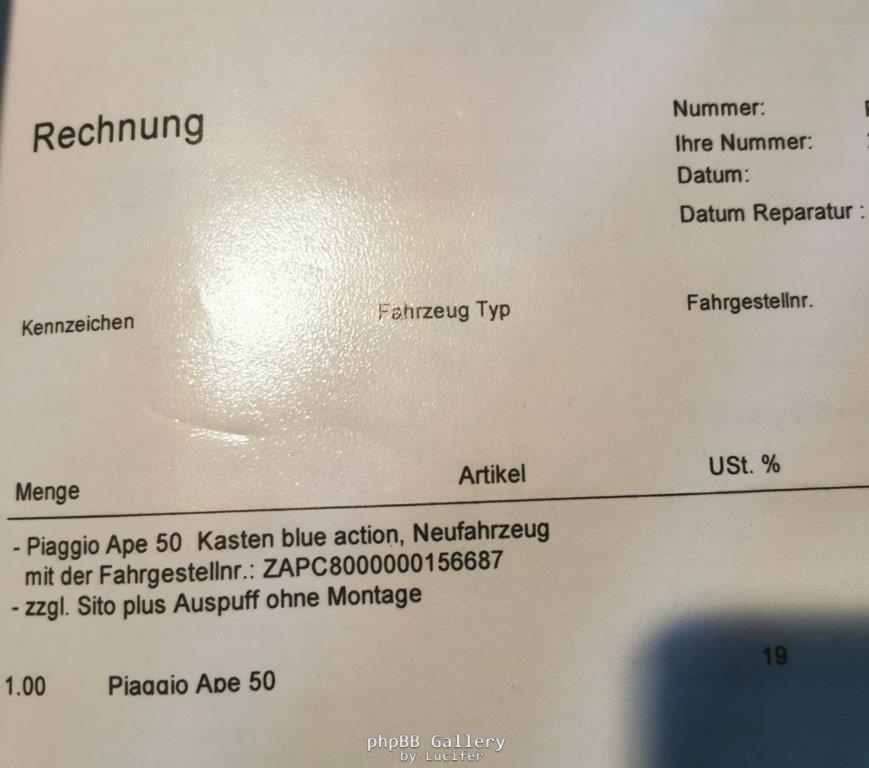 Rechnung
Nummer:
Ihre Nummer:
Datum:
Datum Reparatur :
Kennzeichen Fahrzeug Typ Fahrgestellnr.
Menge Artikel USt. %
- Piaggio Ape 50 Kasten blue action, Neufahrzeug
mit der Fahrgestellnr.: ZAPC8000000156687
- zzgl. Sito plus Auspuff ohne Montage
1.00 Piaggio Ape 50 19
phpBB Gallery
by Lucifer